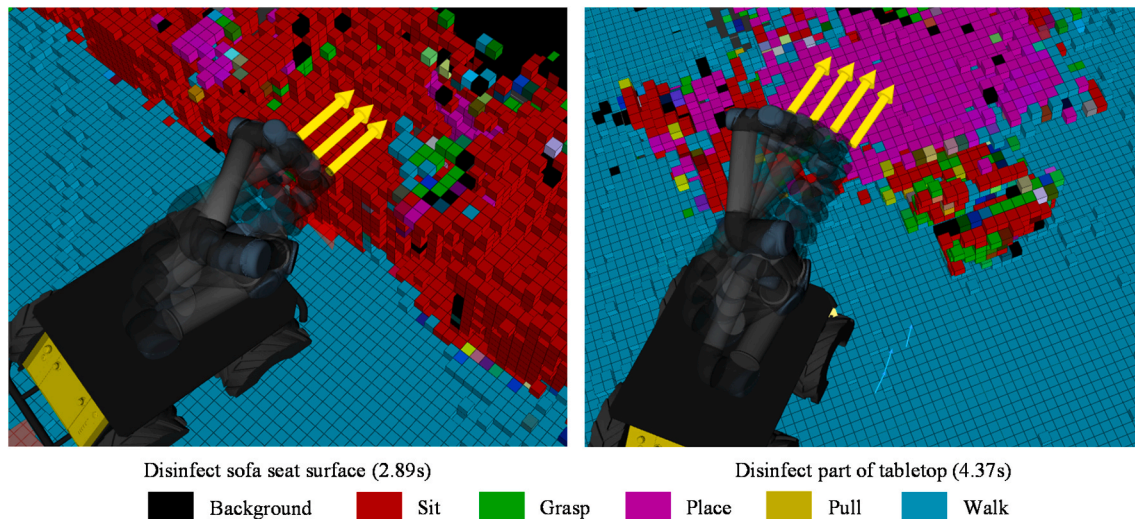 Disinfect sofa seat surface (2.89s)
Disinfect part of tabletop (4.37s)
Background Sit Grasp Place Pull Walk